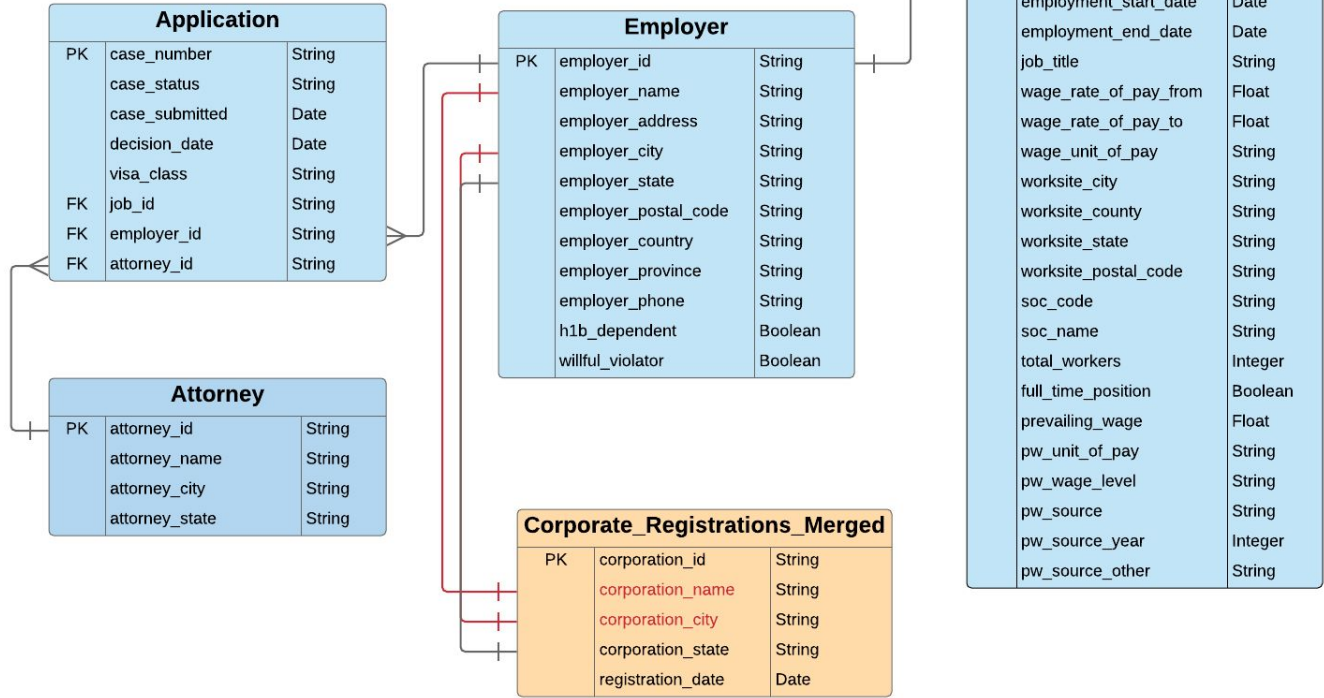 Application
PK case_number String
case_status String
case_submitted Date
decision_date Date
visa_class String
FK job_id String
FK employer_id String
FK attorney_id String
Attorney
PK attorney_id String
attorney_name String
attorney_city String
attorney_state String
Employer
PK employer_id String
employer_name String
employer_address String
employer_city String
employer_state String
employer_postal_code String
employer_country String
employer_province String
employer_phone String
h1b_dependent Boolean
willful_violator Boolean
Corporate_Registrations_Merged
PK corporation_id String
corporation_name String
corporation_city String
corporation_state String
registration_date Date
employment_start_date Date
employment_end_date Date
job_title String
wage_rate_of_pay_from Float
wage_rate_of_pay_to Float
wage_unit_of_pay String
worksite_city String
worksite_county String
worksite_state String
worksite_postal_code String
soc_code String
soc_name String
total_workers Integer
full_time_position Boolean
prevailing_wage Float
pw_unit_of_pay String
pw_wage_level String
pw_source String
pw_source_year Integer
pw_source_other String